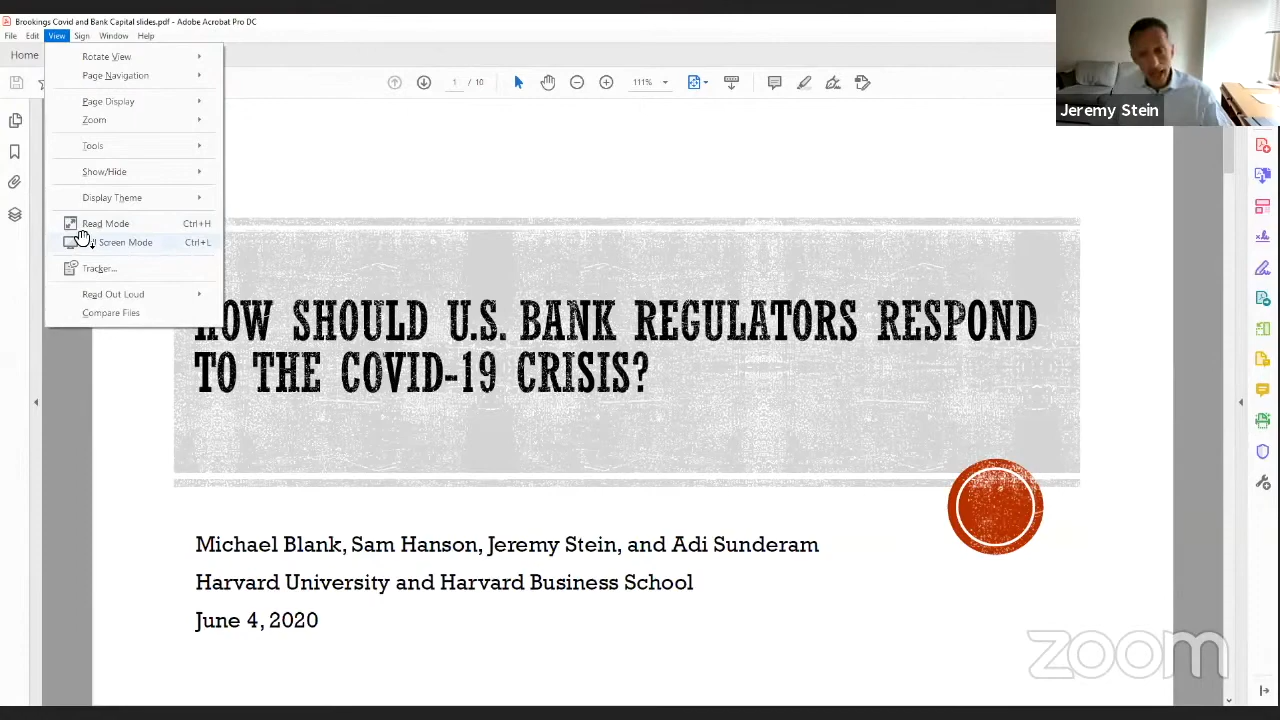 Brookings Covid and Bank Capital slides.pdf - Adobe Acrobat Pro DC
File Edit View Sign Window Help
Home
1 / 10
111%
Rotate View
Page Navigation
Page Display
Zoom
Tools
Show/Hide
Display Theme
Read Mode Ctrl+H
Screen Mode Ctrl+L
Tracker...
Read Out Loud
Compare Files
Jeremy Stein
HOW SHOULD U.S. BANK REGULATORS RESPOND
TO THE COVID-19 CRISIS?
Michael Blank, Sam Hanson, Jeremy Stein, and Adi Sunderam
Harvard University and Harvard Business School
June 4, 2020
zoom